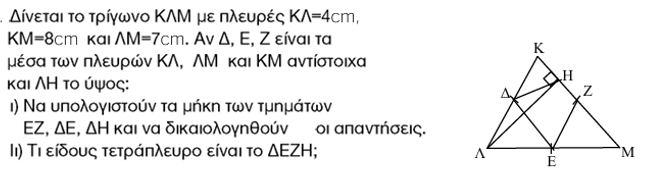 . Δίνεται το τρίγωνο ΚΛΜ με πλευρές ΚΛ=4cm,
ΚΜ=8cm και ΛΜ=7cm. Αν Δ, Ε, Ζ είναι τα
μέσα των πλευρών ΚΛ, ΛΜ και ΚΜ αντίστοιχα
και ΛΗ το ύψος:
ι) Να υπολογιστούν τα μήκη των τμημάτων
ΕΖ, ΔΕ, ΔΗ και να δικαιολογηθούν οι απαντήσεις.
Ιι) Τι είδους τετράπλευρο είναι το ΔΕΖΗ;
Κ
Η
Δ
Ζ
Λ
Ε
Μ